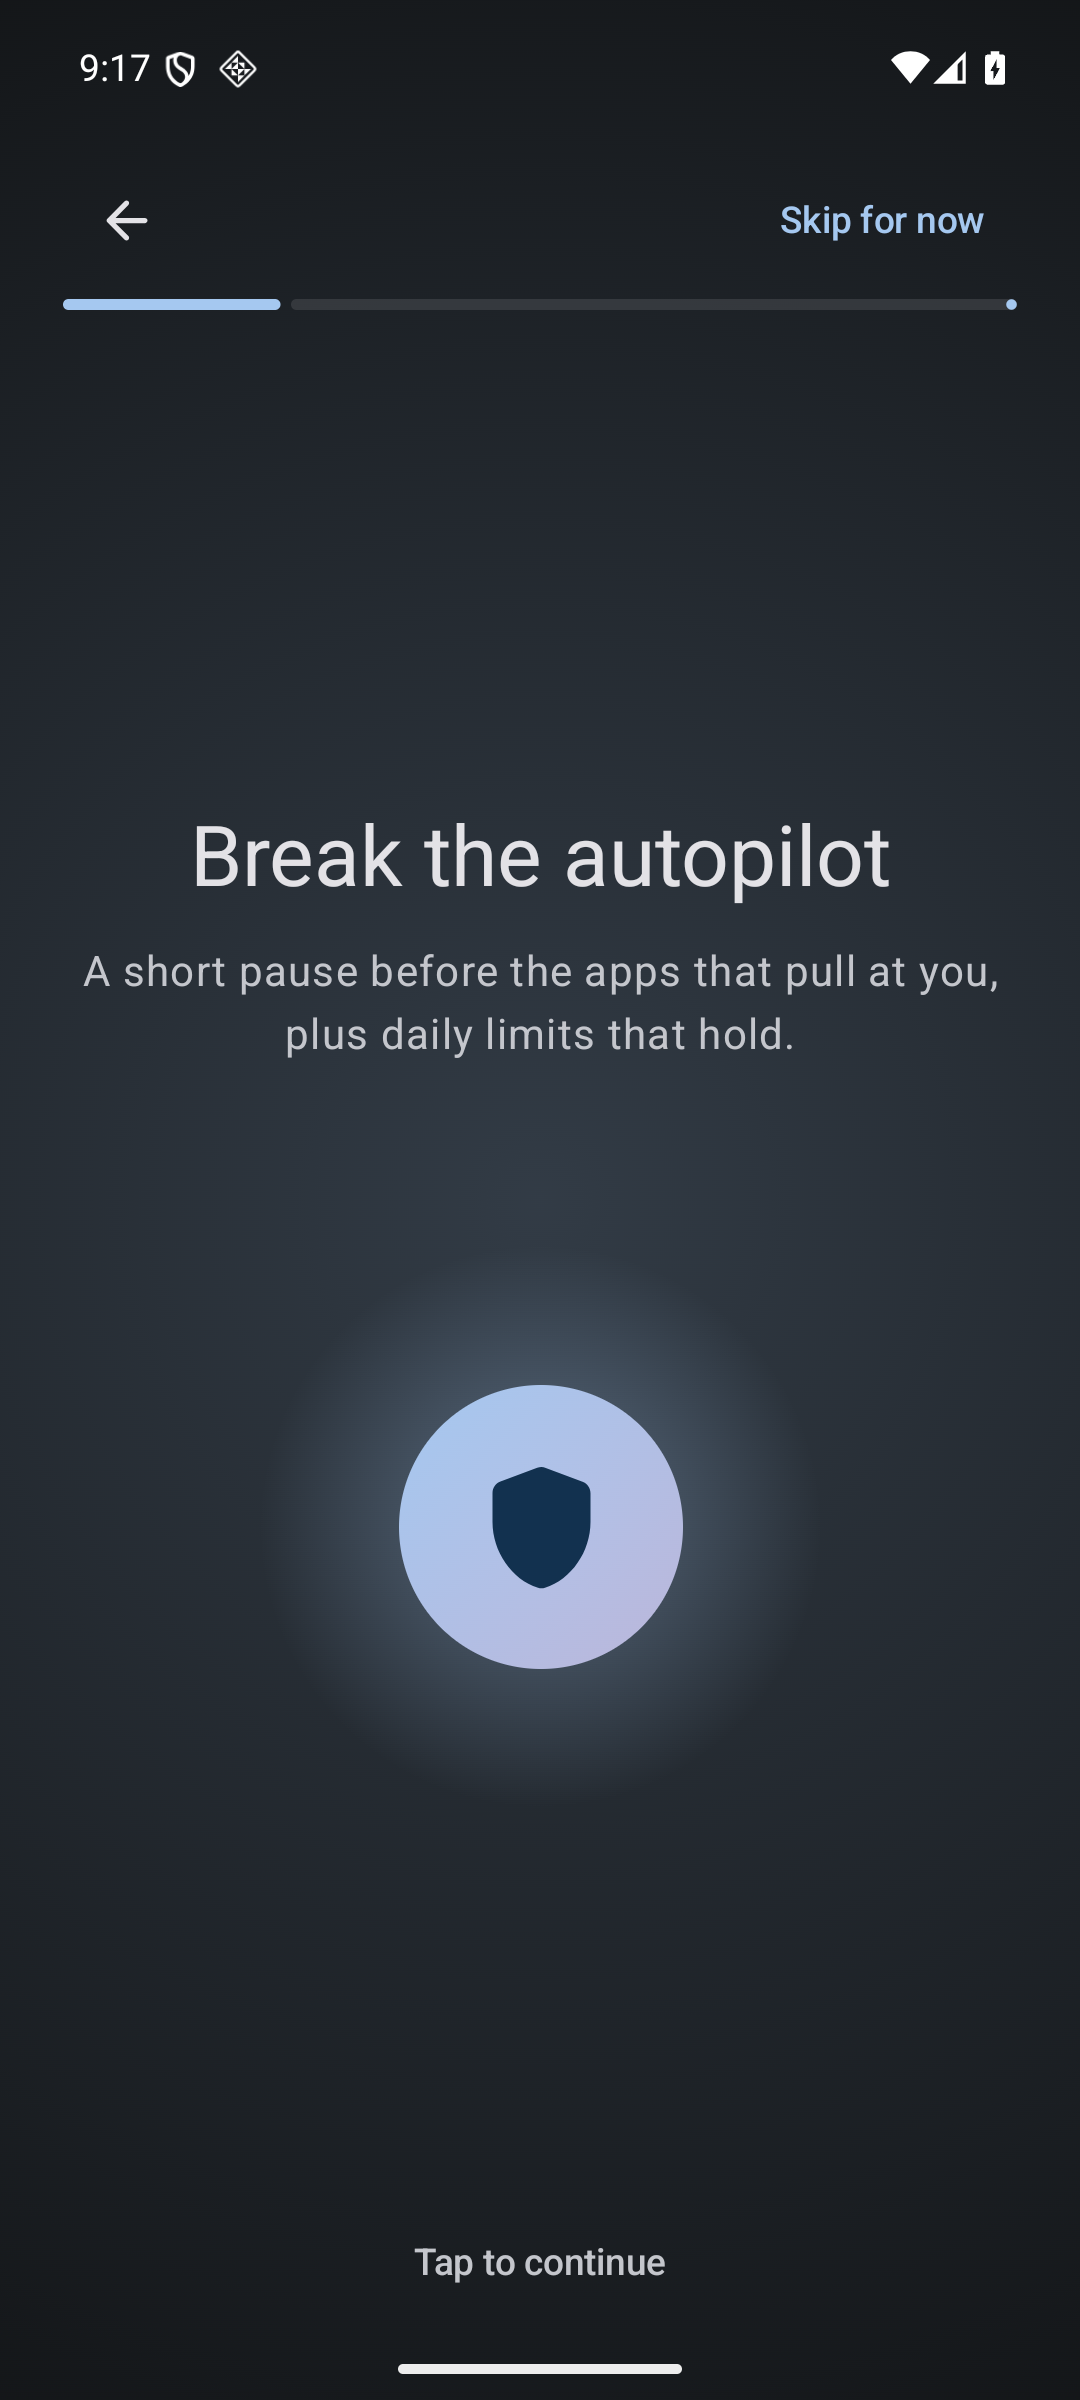 9:17
Skip for now
Break the autopilot
A short pause before the apps that pull at you,
plus daily limits that hold.
Tap to continue